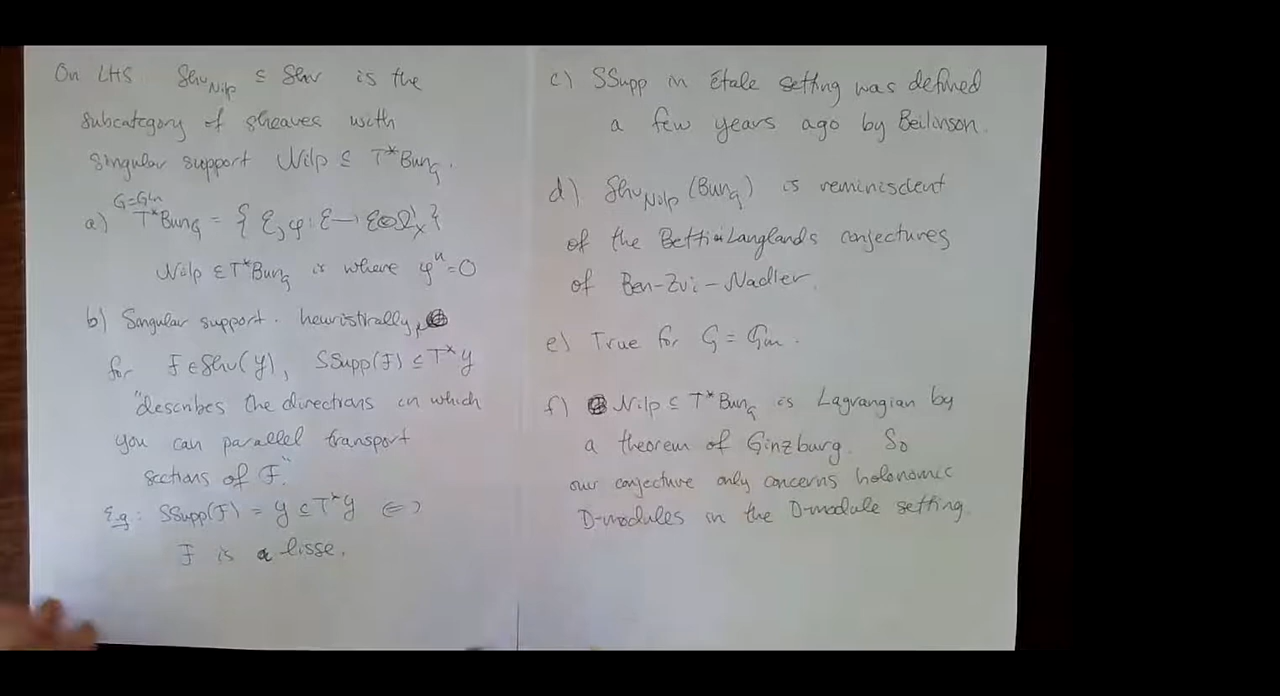 On LHS Shv_Nilp ⊆ Shv is the
subcategory of sheaves with
singular support Nilp ⊆ T*Bun_G.
G=GLn
a) T*Bun_G = { ℰ, φ: ℰ → ℰ⊗Ω¹_X }
Nilp ⊆ T*Bun_G is where φⁿ=0
b) Singular support. heuristically,
for F∈Shv(Y), SSupp(F) ⊆ T*Y
"describes the directions in which
you can parallel transport
sections of F."
E.g: SSupp(F) = Y ⊆ T*Y ⇔
F is lisse.
c) SSupp in étale setting was defined
a few years ago by Beilinson.
d) Shv_Nilp(Bun_G) is reminiscent
of the Betti Langlands conjectures
of Ben-Zvi-Nadler.
e) True for G = Gm.
f) Nilp ⊆ T*Bun_G is Lagrangian by
a theorem of Ginzburg. So
our conjecture only concerns holonomic
D-modules in the D-module setting.